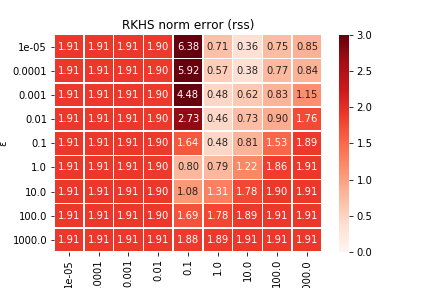 RKHS norm error (rss)
1e-05 1.91 1.91 1.91 1.90 6.38 0.71 0.36 0.75 0.85
0.0001 1.91 1.91 1.91 1.90 5.92 0.57 0.38 0.77 0.84
0.001 1.91 1.91 1.91 1.90 4.48 0.48 0.62 0.83 1.15
0.01 1.91 1.91 1.91 1.90 2.73 0.46 0.73 0.90 1.76
0.1 1.91 1.91 1.91 1.90 1.64 0.48 0.81 1.53 1.89
1.0 1.91 1.91 1.91 1.90 0.80 0.79 1.22 1.86 1.91
10.0 1.91 1.91 1.91 1.90 1.08 1.31 1.78 1.90 1.91
100.0 1.91 1.91 1.91 1.90 1.69 1.78 1.89 1.91 1.91
1000.0 1.91 1.91 1.91 1.91 1.88 1.89 1.91 1.91 1.91
1e-05 0001 0.001 0.01 0.1 1.0 10.0 100.0 000.0
3.0
2.5
2.0
1.5
1.0
0.5
0.0